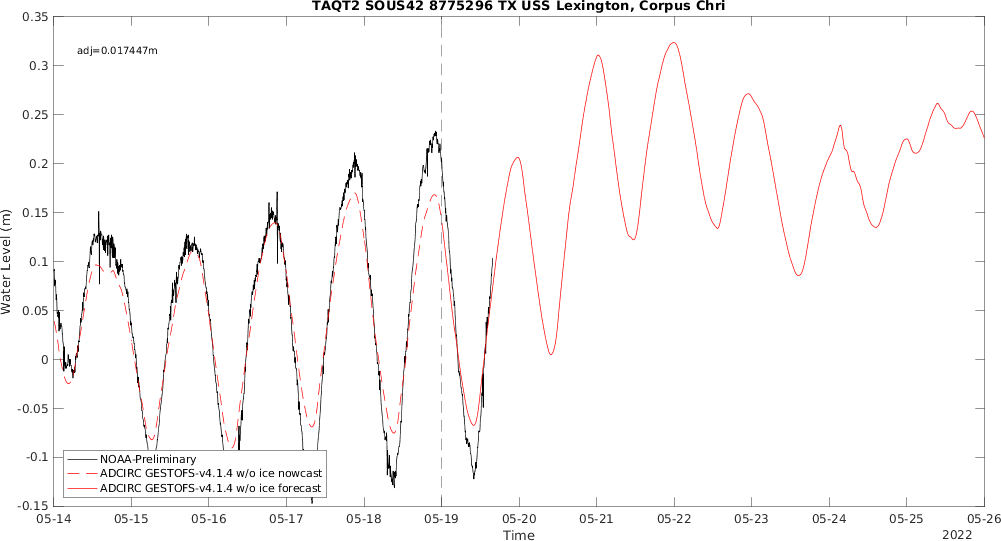 TAQT2 SOUS42 8775296 TX USS Lexington, Corpus Chri
adj=0.017447m
0.35
0.3
0.25
0.2
0.15
0.1
0.05
0
-0.05
-0.1
-0.15
Water Level (m)
NOAA-Preliminary
ADCIRC GESTOFS-v4.1.4 w/o ice nowcast
ADCIRC GESTOFS-v4.1.4 w/o ice forecast
05-14 05-15 05-16 05-17 05-18 05-19 05-20 05-21 05-22 05-23 05-24 05-25 05-26
Time
2022